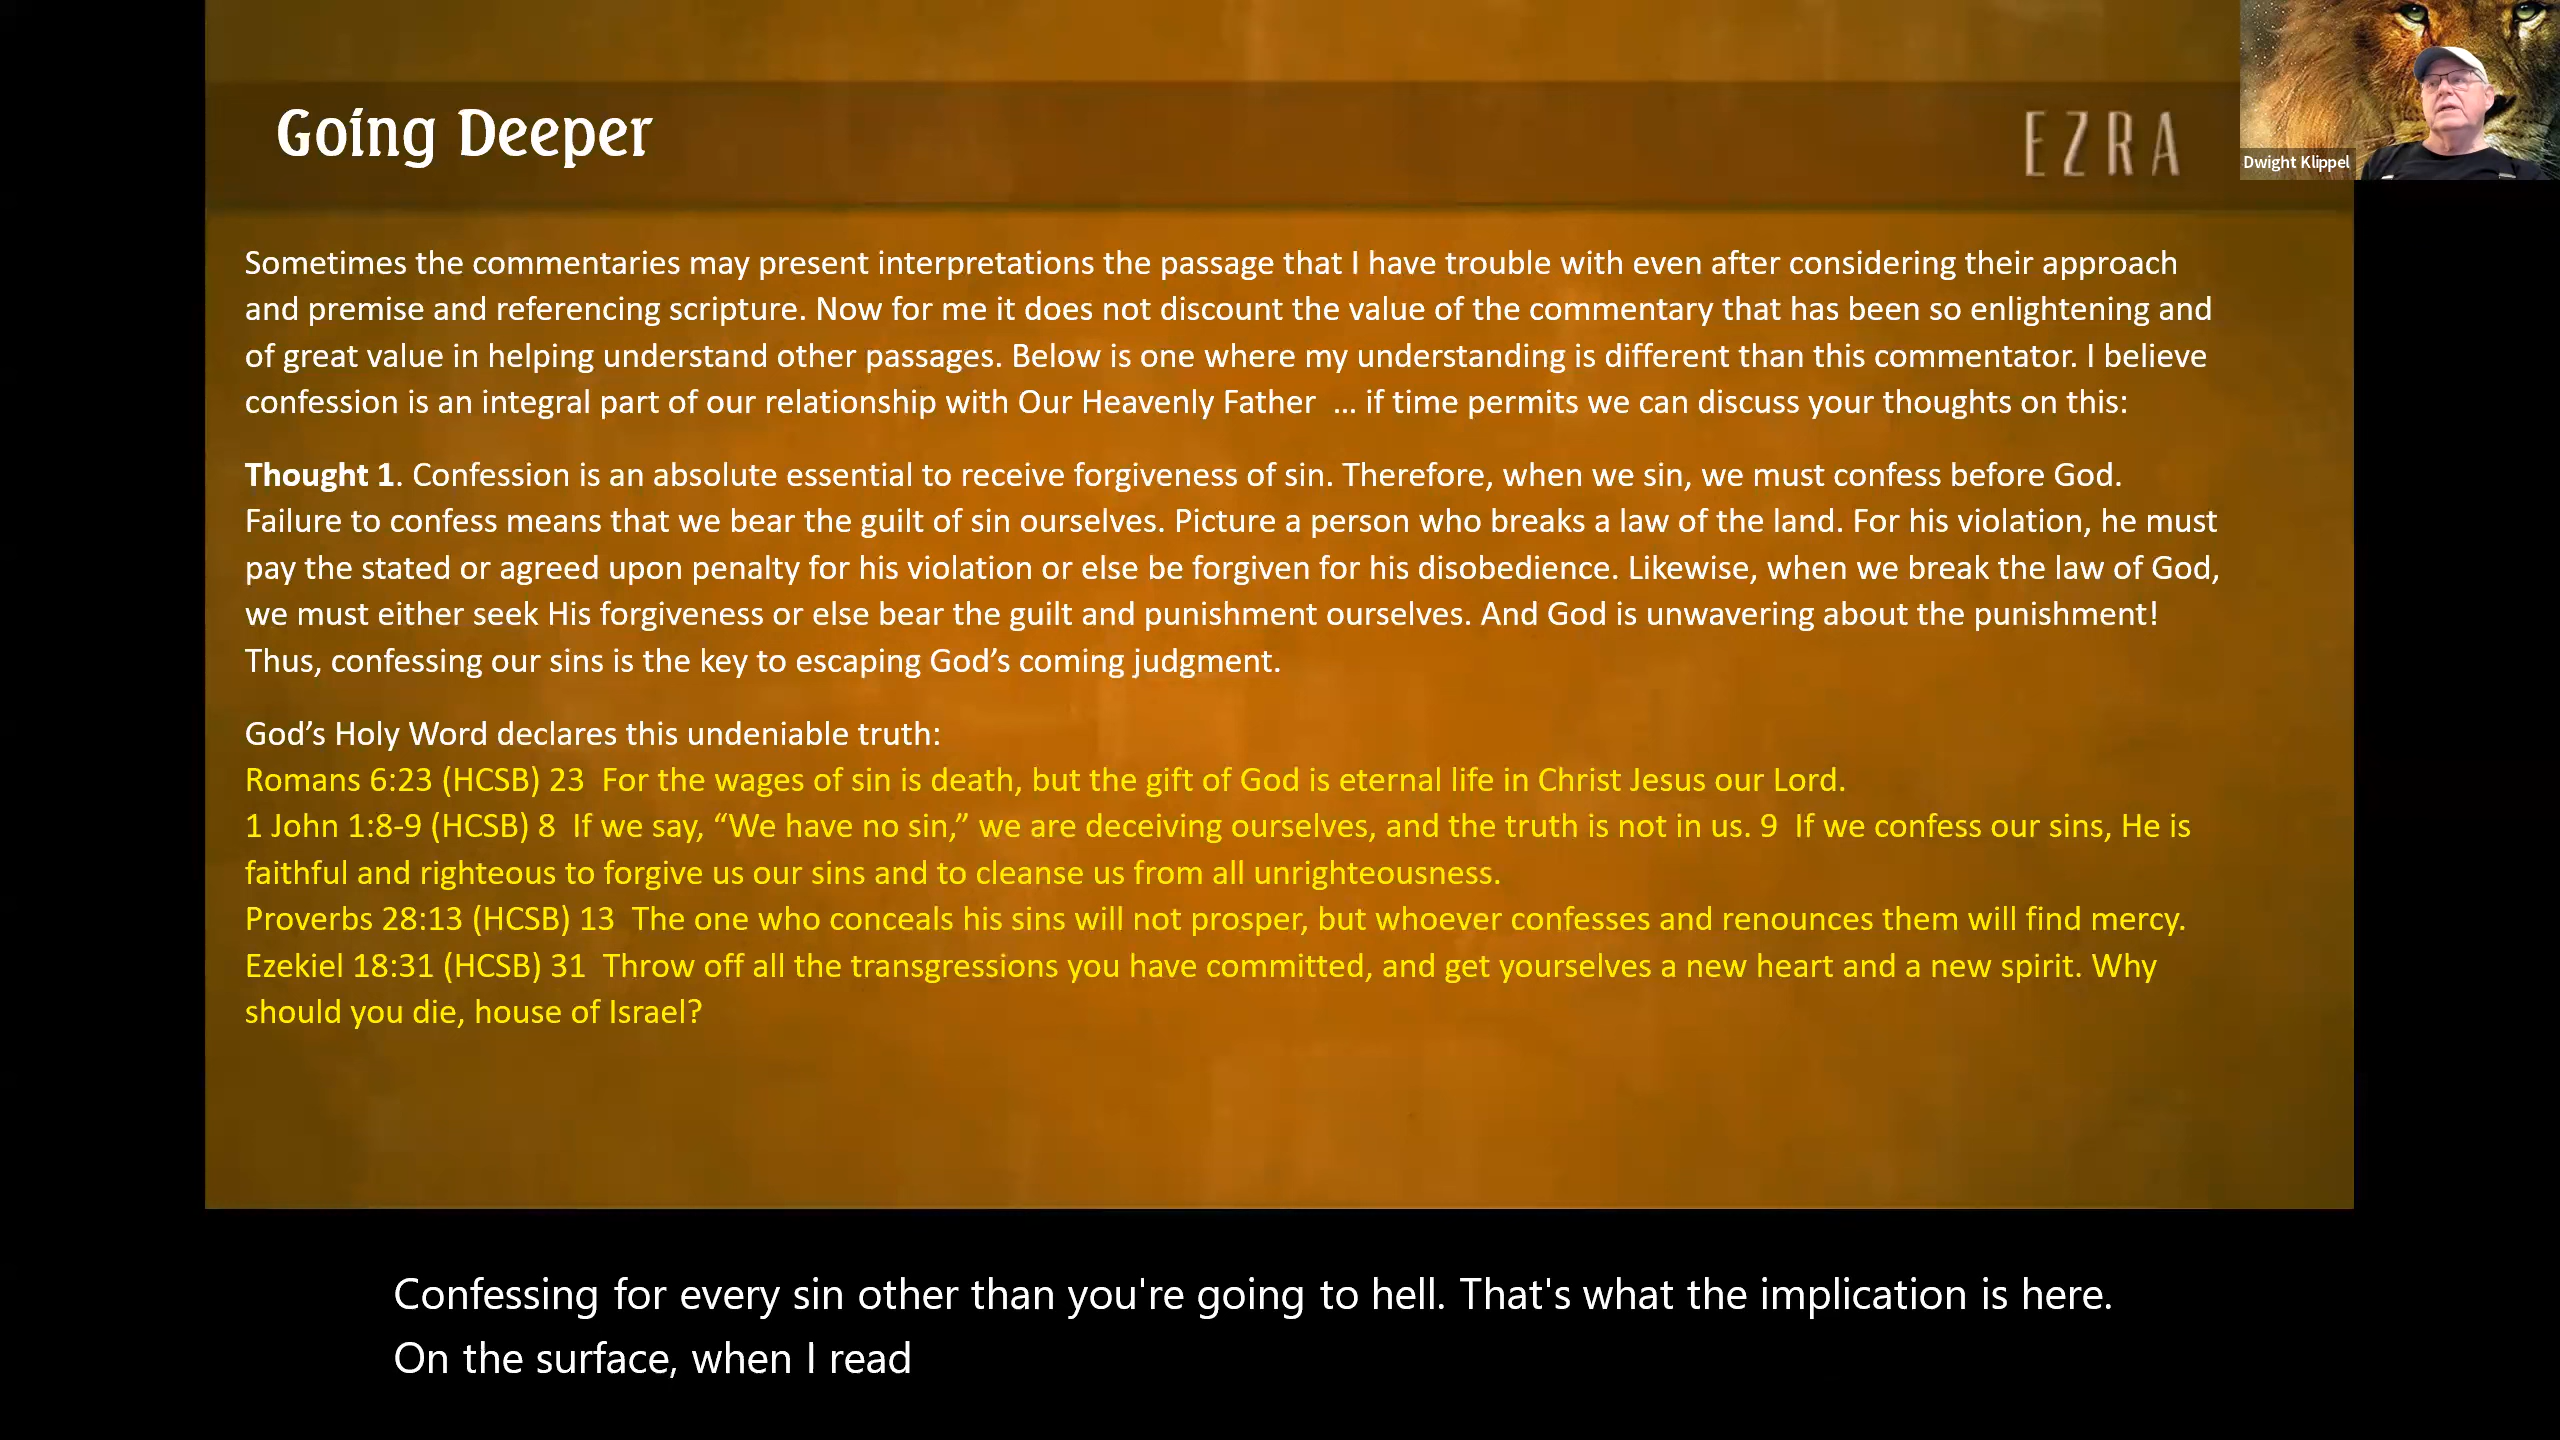 Going Deeper
EZRA
Dwight Klippel
Sometimes the commentaries may present interpretations the passage that I have trouble with even after considering their approach
and premise and referencing scripture. Now for me it does not discount the value of the commentary that has been so enlightening and
of great value in helping understand other passages. Below is one where my understanding is different than this commentator. I believe
confession is an integral part of our relationship with Our Heavenly Father  ... if time permits we can discuss your thoughts on this:
Thought 1. Confession is an absolute essential to receive forgiveness of sin. Therefore, when we sin, we must confess before God.
Failure to confess means that we bear the guilt of sin ourselves. Picture a person who breaks a law of the land. For his violation, he must
pay the stated or agreed upon penalty for his violation or else be forgiven for his disobedience. Likewise, when we break the law of God,
we must either seek His forgiveness or else bear the guilt and punishment ourselves. And God is unwavering about the punishment!
Thus, confessing our sins is the key to escaping God’s coming judgment.
God’s Holy Word declares this undeniable truth:
Romans 6:23 (HCSB) 23  For the wages of sin is death, but the gift of God is eternal life in Christ Jesus our Lord.
1 John 1:8-9 (HCSB) 8  If we say, “We have no sin,” we are deceiving ourselves, and the truth is not in us. 9  If we confess our sins, He is
faithful and righteous to forgive us our sins and to cleanse us from all unrighteousness.
Proverbs 28:13 (HCSB) 13  The one who conceals his sins will not prosper, but whoever confesses and renounces them will find mercy.
Ezekiel 18:31 (HCSB) 31  Throw off all the transgressions you have committed, and get yourselves a new heart and a new spirit. Why
should you die, house of Israel?
Confessing for every sin other than you're going to hell. That's what the implication is here.
On the surface, when I read